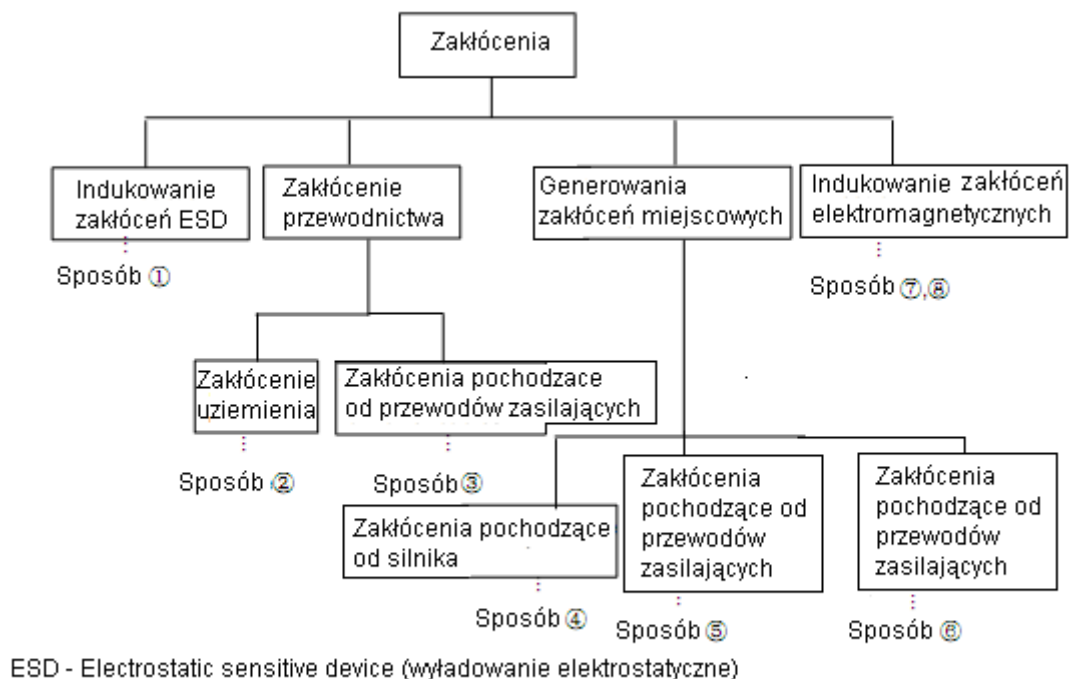 Zakłócenia
Indukowanie
zakłóceń ESD
Sposób ①
Zakłócenie
przewodnictwa
Generowania
zakłóceń miejscowych
Indukowanie zakłóceń
elektromagnetycznych
Sposób ⑦,⑧
Zakłócenie
uziemienia
Sposób ②
Zakłócenia pochodzace
od przewodów zasilających
Sposób ③
Zakłócenia pochodzące
od silnika
Sposób ④
Zakłócenia
pochodzące od
przewodów
zasilających
Sposób ⑤
Zakłócenia
pochodzące od
przewodów
zasilających
Sposób ⑥
ESD - Electrostatic sensitive device (wyładowanie elektrostatyczne)